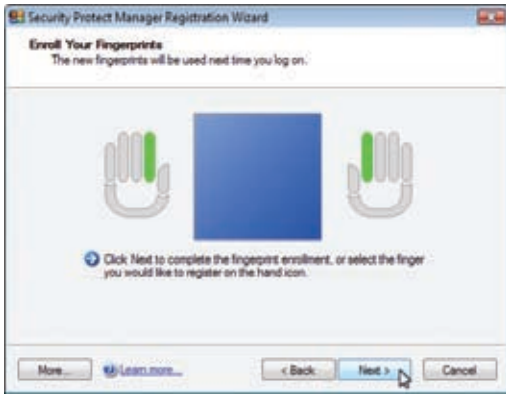 Security Protect Manager Registration Wizard
Enroll Your Fingerprints
The new fingerprints will be used next time you log on.
Click Next to complete the fingerprint enrollment, or select the finger
you would like to register on the hand icon.
More...
Learn more...
< Back
Next >
Cancel